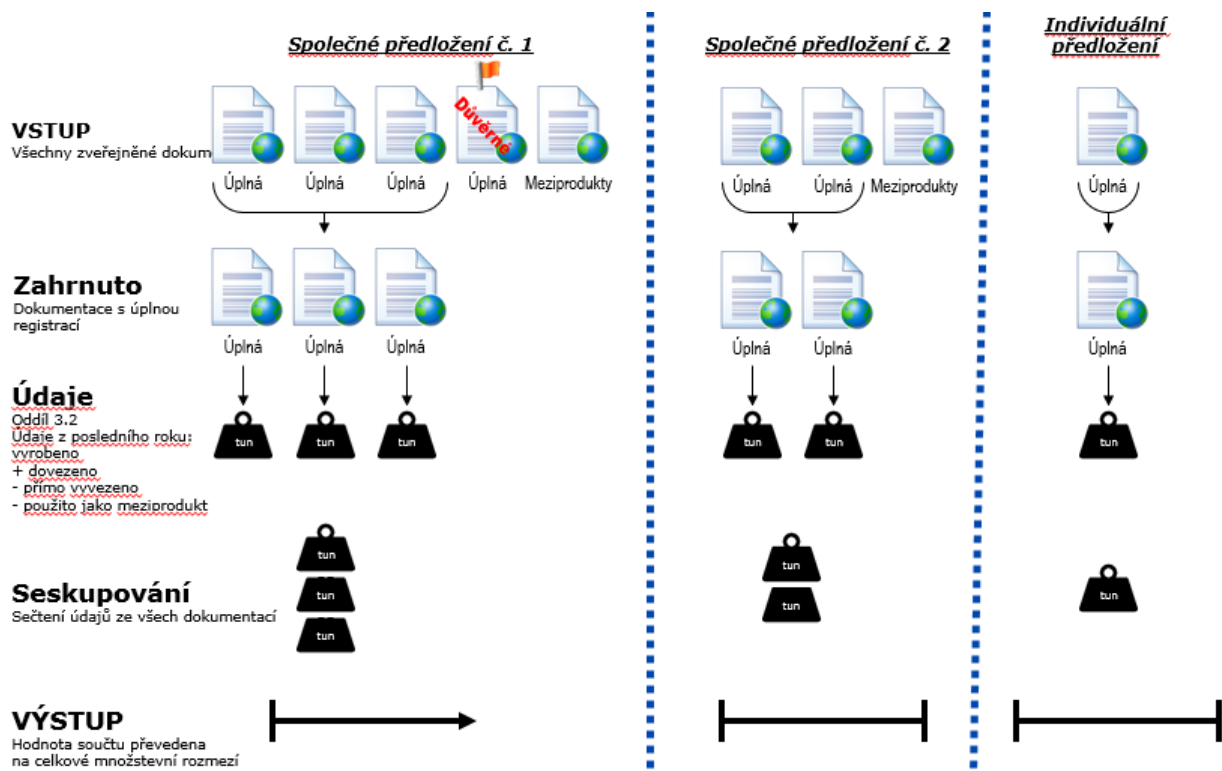 Společné předložení č. 1
Společné předložení č. 2
Individuální
předložení
VSTUP
Všechny zveřejněné dokum
Důvěrné
Úplná
Úplná
Úplná
Úplná
Meziprodukty
Úplná
Úplná
Meziprodukty
Úplná
Zahrnuto
Dokumentace s úplnou
registrací
Úplná
Úplná
Úplná
Úplná
Úplná
Úplná
Údaje
Oddíl 3.2
Údaje z posledního roku:
vyrobeno
+ dovezeno
- přímo vyvezeno
- použito jako meziprodukt
tun
tun
tun
tun
tun
tun
Seskupování
Sečtení údajů ze všech dokumentací
tun
tun
tun
tun
tun
tun
VÝSTUP
Hodnota součtu převedena
na celkové množstevní rozmezí